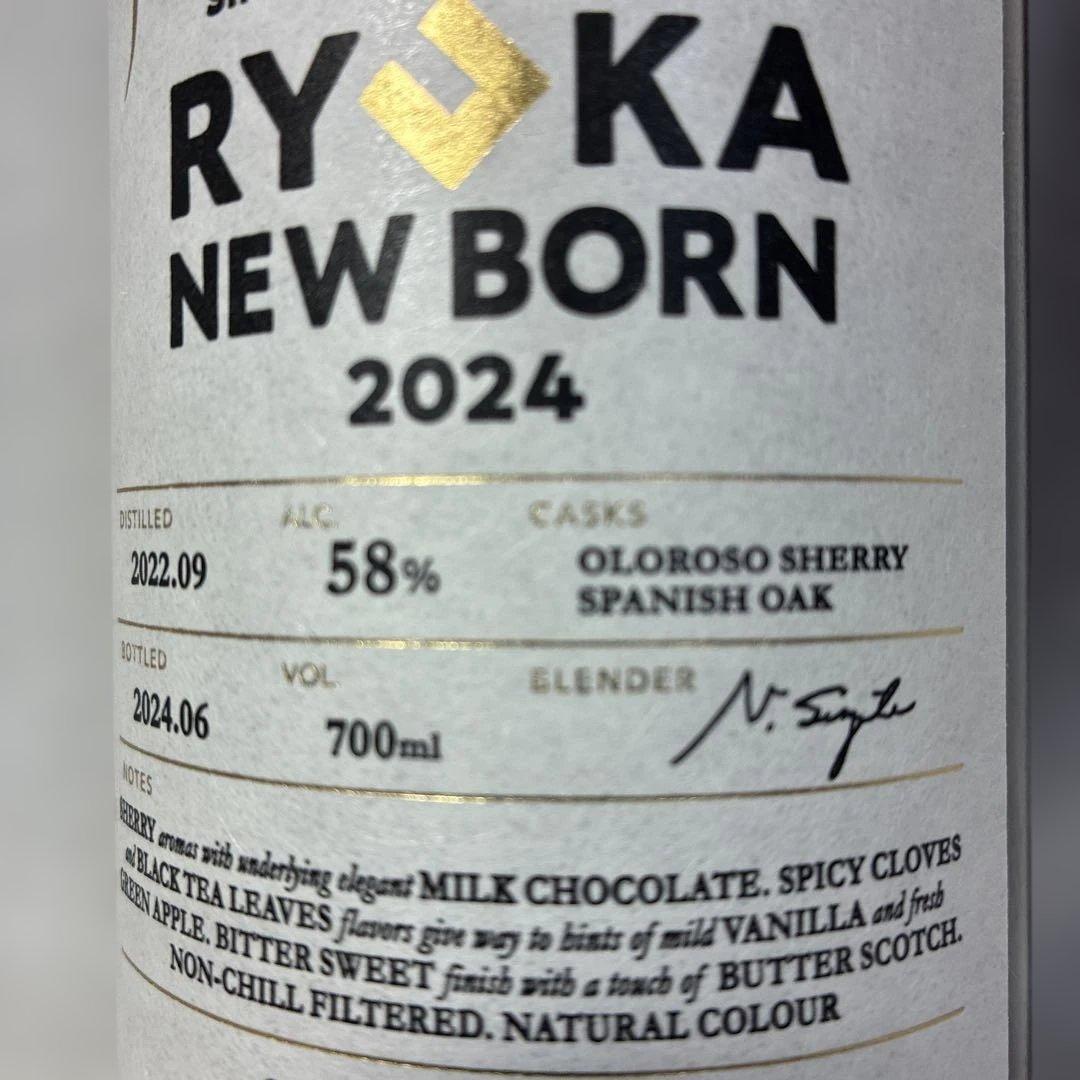 RYUKA
NEW BORN
2024
DISTILLED
2022.09
ALC.
58%
CASKS
OLOROSO SHERRY
SPANISH OAK
BOTTLED
2024.06
VOL
700ml
BLENDER
NOTES
SHERRY aromas with underlying elegant MILK CHOCOLATE. SPICY CLOVES
and BLACK TEA LEAVES flavors give way to hints of mild VANILLA and fresh
GREEN APPLE. BITTER SWEET finish with a touch of BUTTER SCOTCH.
NON-CHILL FILTERED. NATURAL COLOUR